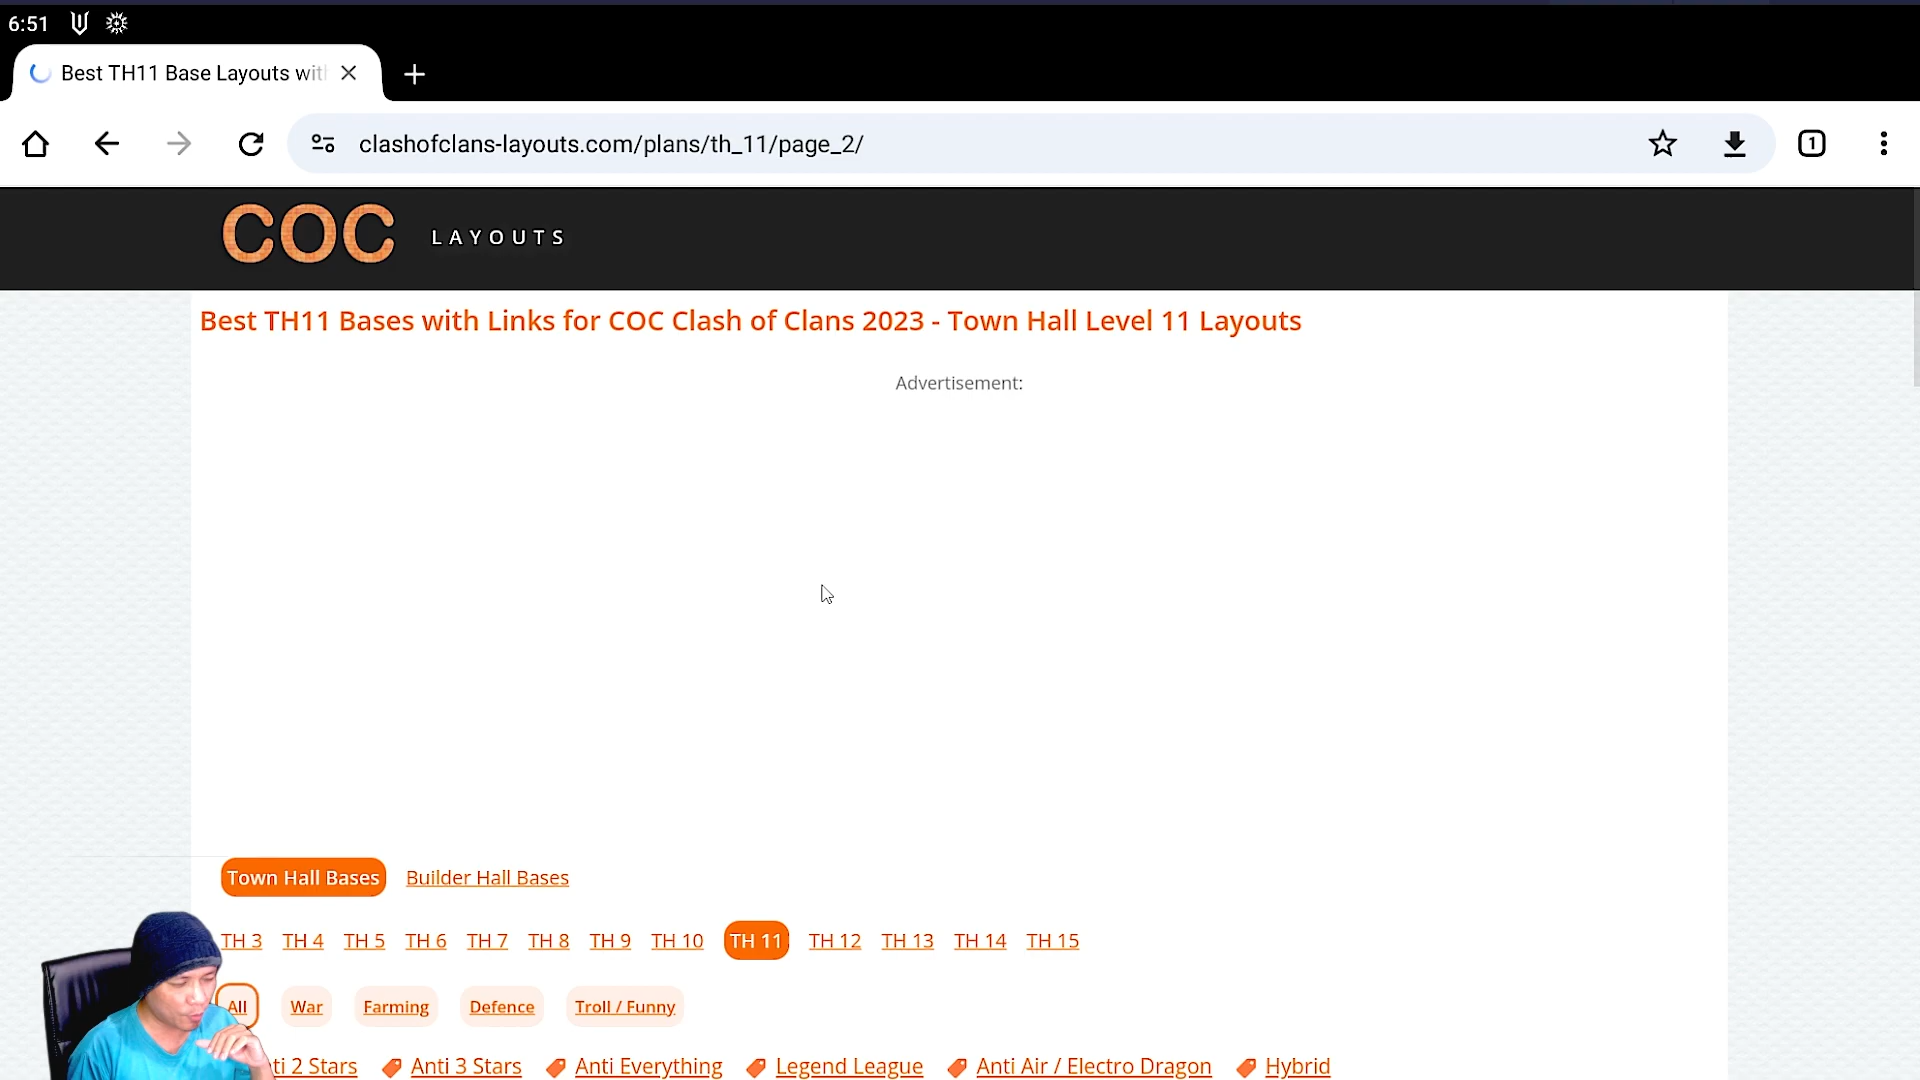 6:51
Best TH11 Base Layouts wit
clashofclans-layouts.com/plans/th_11/page_2/
1
COC LAYOUTS
Best TH11 Bases with Links for COC Clash of Clans 2023 - Town Hall Level 11 Layouts
Advertisement:
Town Hall Bases Builder Hall Bases
TH 3 TH 4 TH 5 TH 6 TH 7 TH 8 TH 9 TH 10 TH 11 TH 12 TH 13 TH 14 TH 15
All War Farming Defence Troll / Funny
ti 2 Stars Anti 3 Stars Anti Everything Legend League Anti Air / Electro Dragon Hybrid